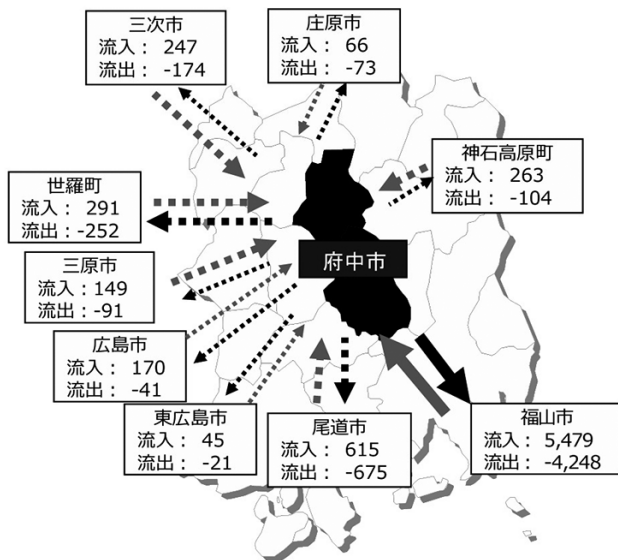 三次市
流入： 247
流出： -174
庄原市
流入： 66
流出： -73
神石高原町
流入： 263
流出： -104
世羅町
流入： 291
流出： -252
府中市
三原市
流入： 149
流出： -91
広島市
流入： 170
流出： -41
東広島市
流入： 45
流出： -21
尾道市
流入： 615
流出： -675
福山市
流入： 5,479
流出： -4,248